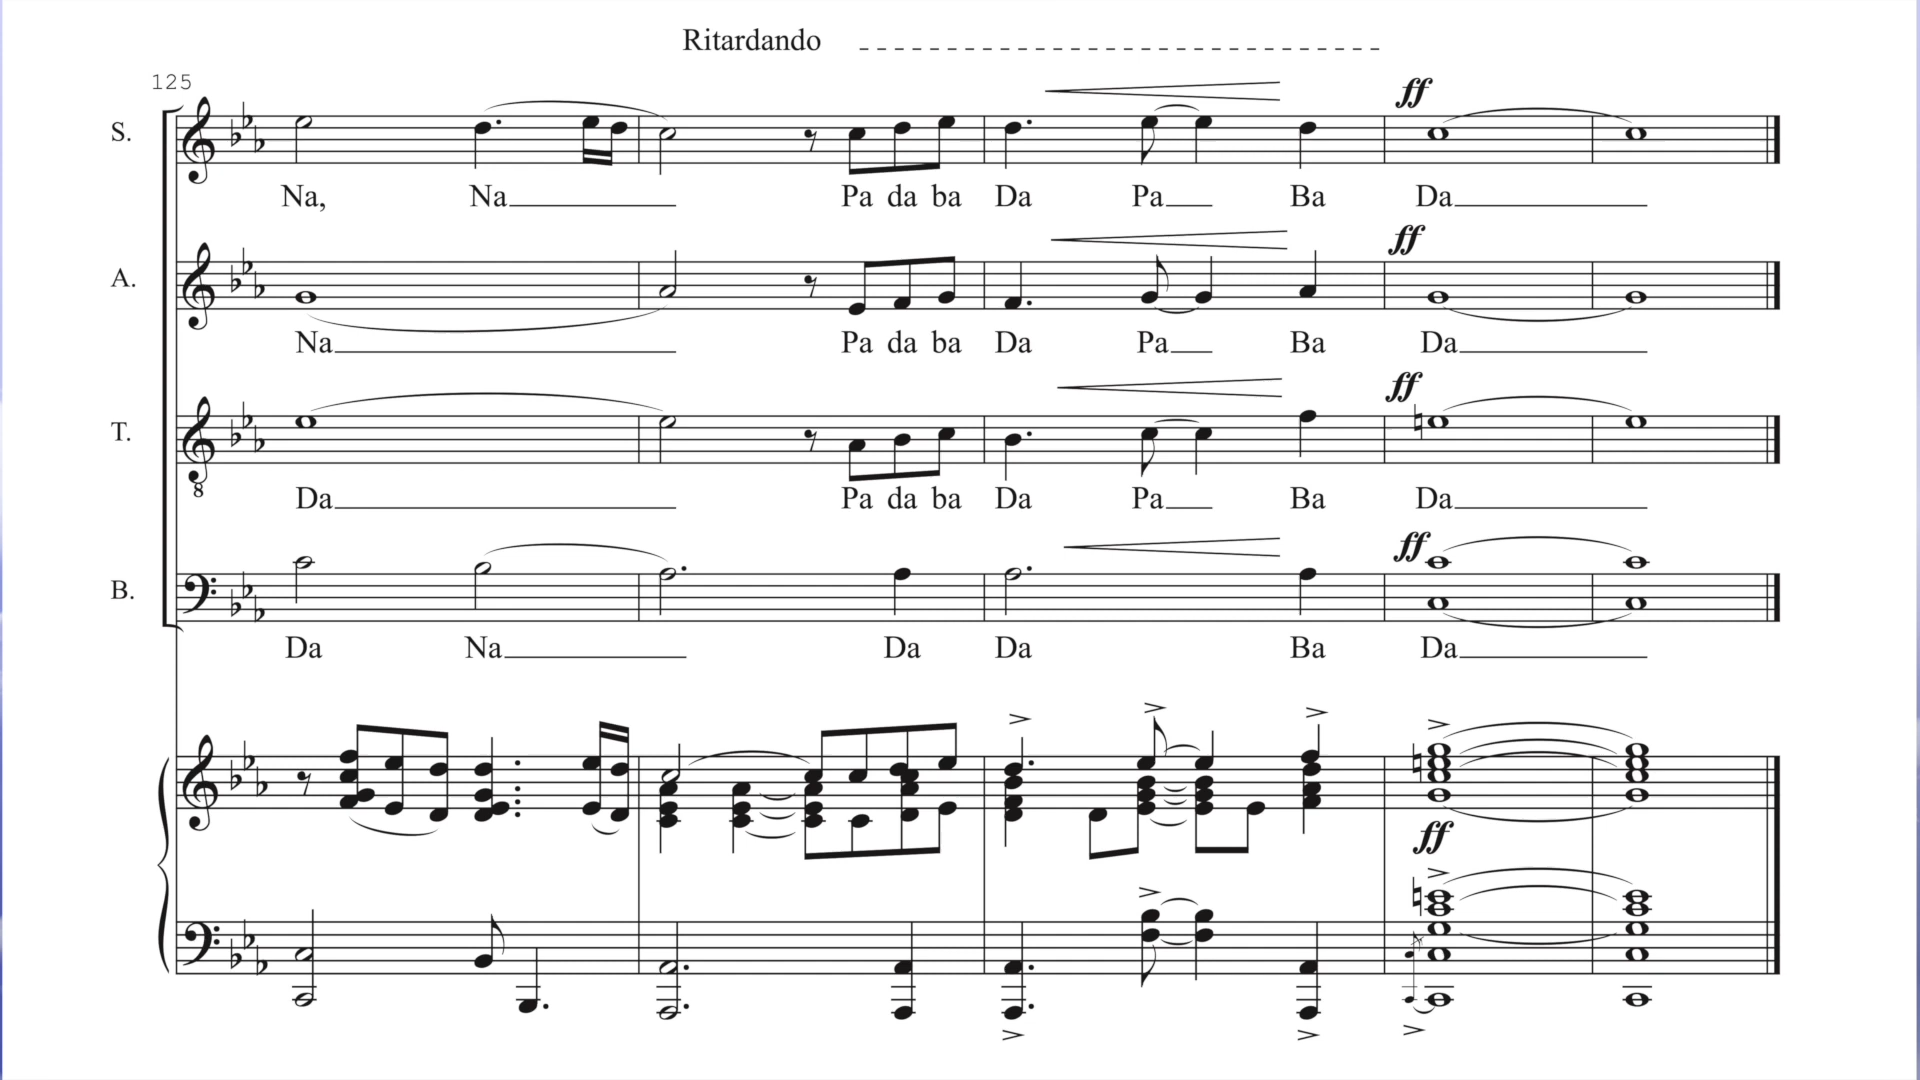 Ritardando
125
ff
S.
Na, Na Pa da ba Da Pa Ba Da
ff
A.
Na Pa da ba Da Pa Ba Da
ff
T.
8
Da Pa da ba Da Pa Ba Da
ff
B.
Da Na Da Da Ba Da
ff